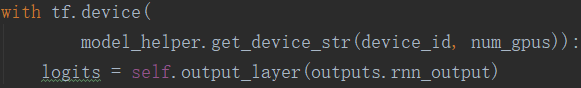 with tf.device(
        model_helper.get_device_str(device_id, num_gpus)):
    logits = self.output_layer(outputs.rnn_output)